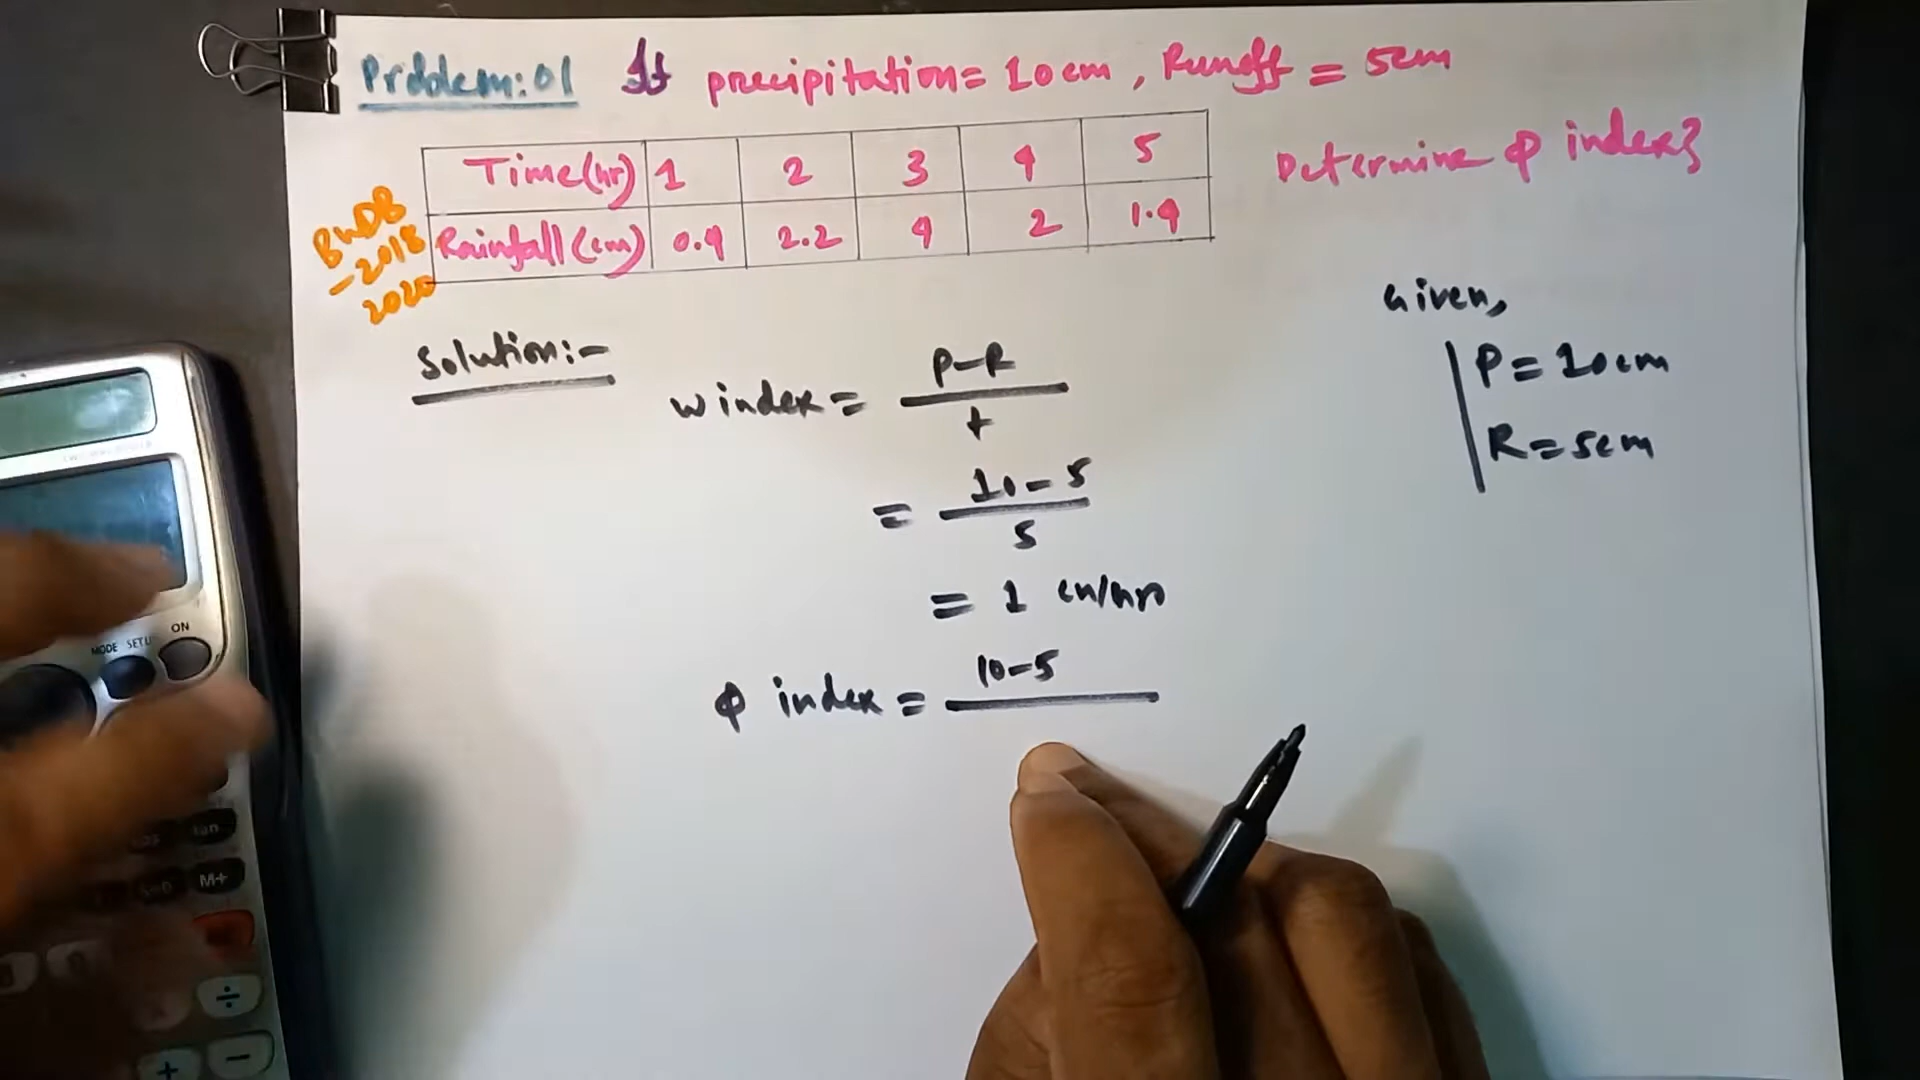 Problem:01 If precipitation= 10cm, Runoff = 5cm
Time(hr) 1 2 3 4 5
Determine φ index?
Rainfall(cm) 0.4 2.2 4 2 1.4
BWDB
-2018
2020
Given,
Solution:-
P=10cm
w index = P-R / t
R=5cm
= 10-5 / 5
= 1 cm/hr
φ index = 10-5
ON
MODE SETU
tan
M+
÷
+ −